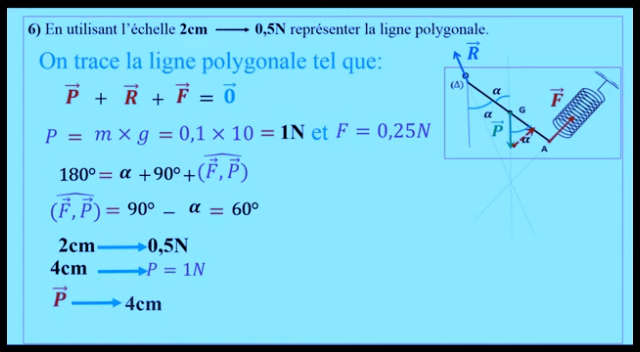 6) En utilisant l'échelle 2cm ⟶ 0,5N représenter la ligne polygonale.
On trace la ligne polygonale tel que:
P⃗ + R⃗ + F⃗ = 0⃗
P = m × g = 0,1 × 10 = 1N et F = 0,25N
180° = α + 90° + (F⃗, P⃗)
(F⃗, P⃗) = 90° − α = 60°
2cm ⟶ 0,5N
4cm ⟶ P = 1N
P⃗ ⟶ 4cm
R⃗
(Δ)
α
F⃗
G
α
P⃗
α
A